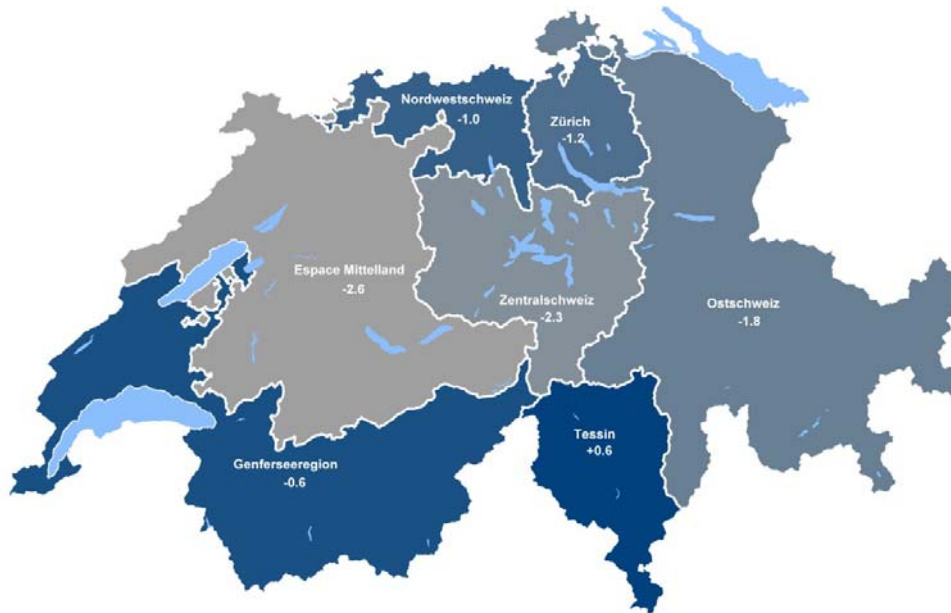 Nordwestschweiz
-1.0
Zürich
-1.2
Espace Mittelland
-2.6
Zentralschweiz
-2.3
Ostschweiz
-1.8
Tessin
+0.6
Genferseeregion
-0.6